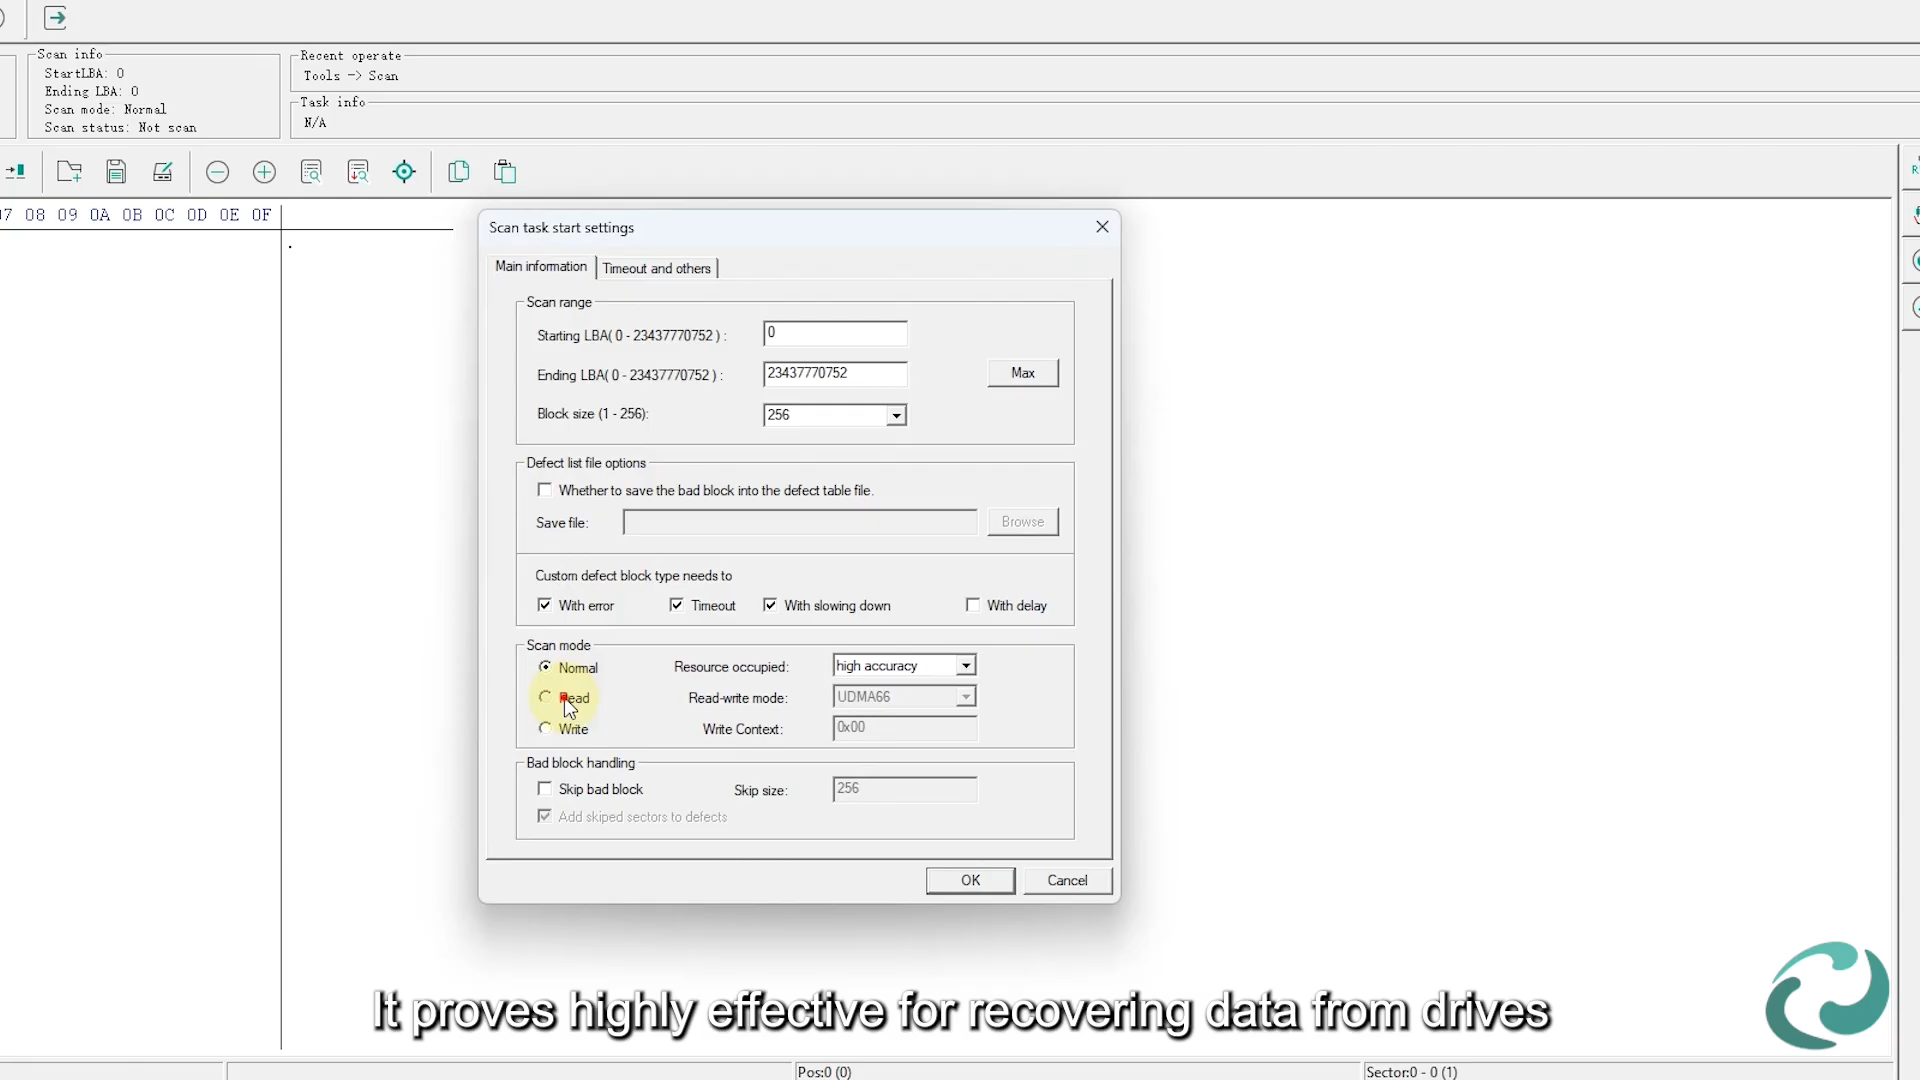 Scan info
StartLBA: 0
Ending LBA: 0
Scan mode: Normal
Scan status: Not scan
Recent operate
Tools -> Scan
Task info
N/A
07 08 09 0A 0B 0C 0D 0E 0F
.
Scan task start settings
Main information
Timeout and others
Scan range
Starting LBA( 0 - 23437770752 ) :
0
Ending LBA( 0 - 23437770752 ) :
23437770752
Max
Block size (1 - 256):
256
Defect list file options
Whether to save the bad block into the defect table file.
Save file:
Browse
Custom defect block type needs to
With error
Timeout
With slowing down
With delay
Scan mode
Normal
Resource occupied:
high accuracy
Read
Read-write mode:
UDMA66
Write
Write Context:
0x00
Bad block handling
Skip bad block
Skip size:
256
Add skiped sectors to defects
OK
Cancel
It proves highly effective for recovering data from drives
Pos:0 (0)
Sector:0 - 0 (1)